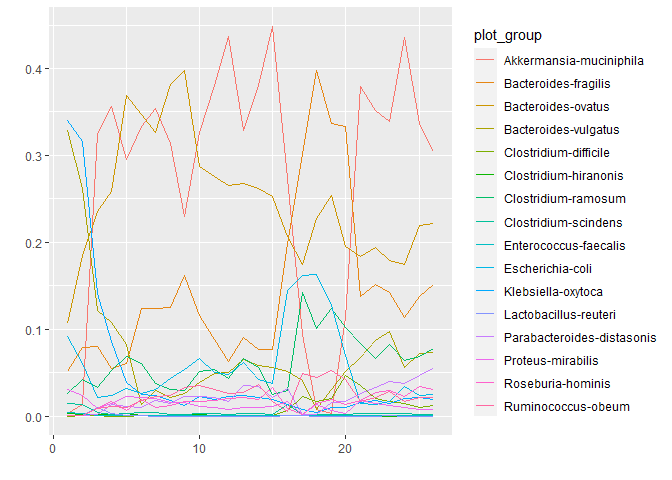 plot_group
Akkermansia-muciniphila
Bacteroides-fragilis
Bacteroides-ovatus
Bacteroides-vulgatus
Clostridium-difficile
Clostridium-hiranonis
Clostridium-ramosum
Clostridium-scindens
Enterococcus-faecalis
Escherichia-coli
Klebsiella-oxytoca
Lactobacillus-reuteri
Parabacteroides-distasonis
Proteus-mirabilis
Roseburia-hominis
Ruminococcus-obeum
0.4
0.3
0.2
0.1
0.0
0
10
20